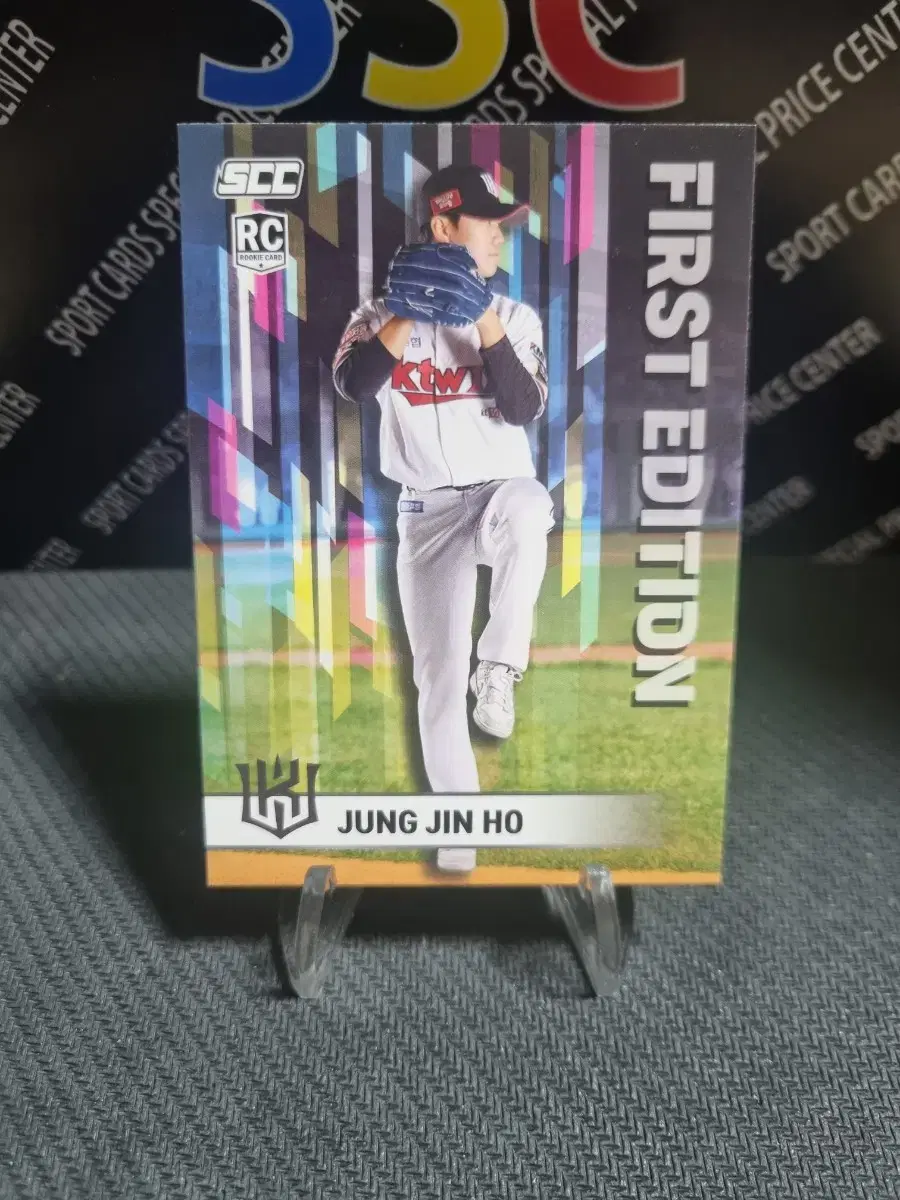 SSC
SPORT CARDS SPECIAL PRICE CENTER
SCC
RC
ROOKIE CARD
FIRST EDITION
ktwiz
JUNG JIN HO